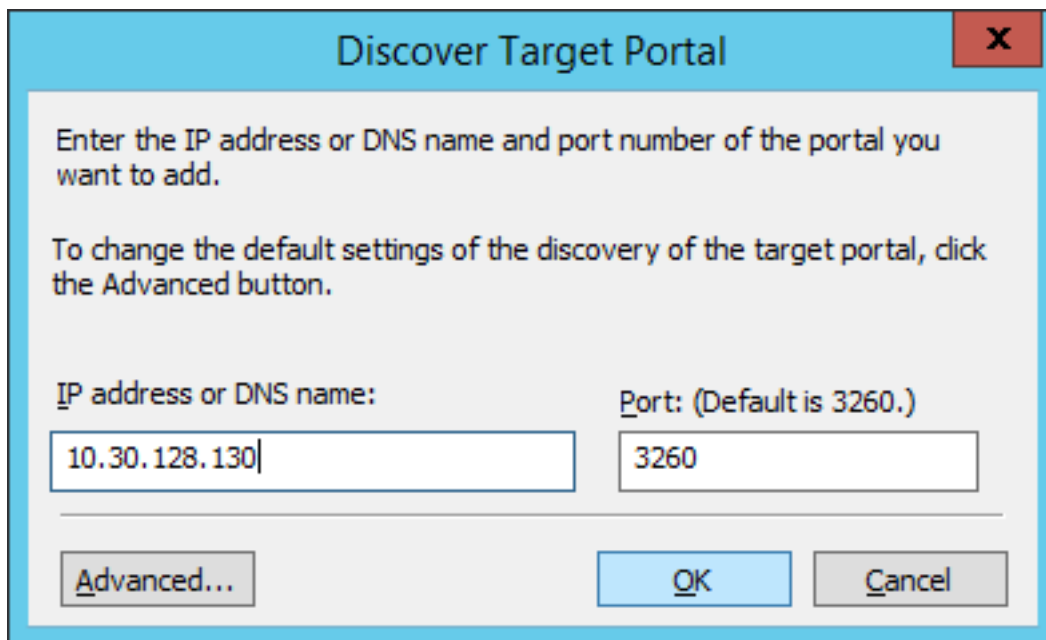 Discover Target Portal
x
Enter the IP address or DNS name and port number of the portal you
want to add.
To change the default settings of the discovery of the target portal, click
the Advanced button.
IP address or DNS name:
Port: (Default is 3260.)
10.30.128.130
3260
Advanced...
OK
Cancel